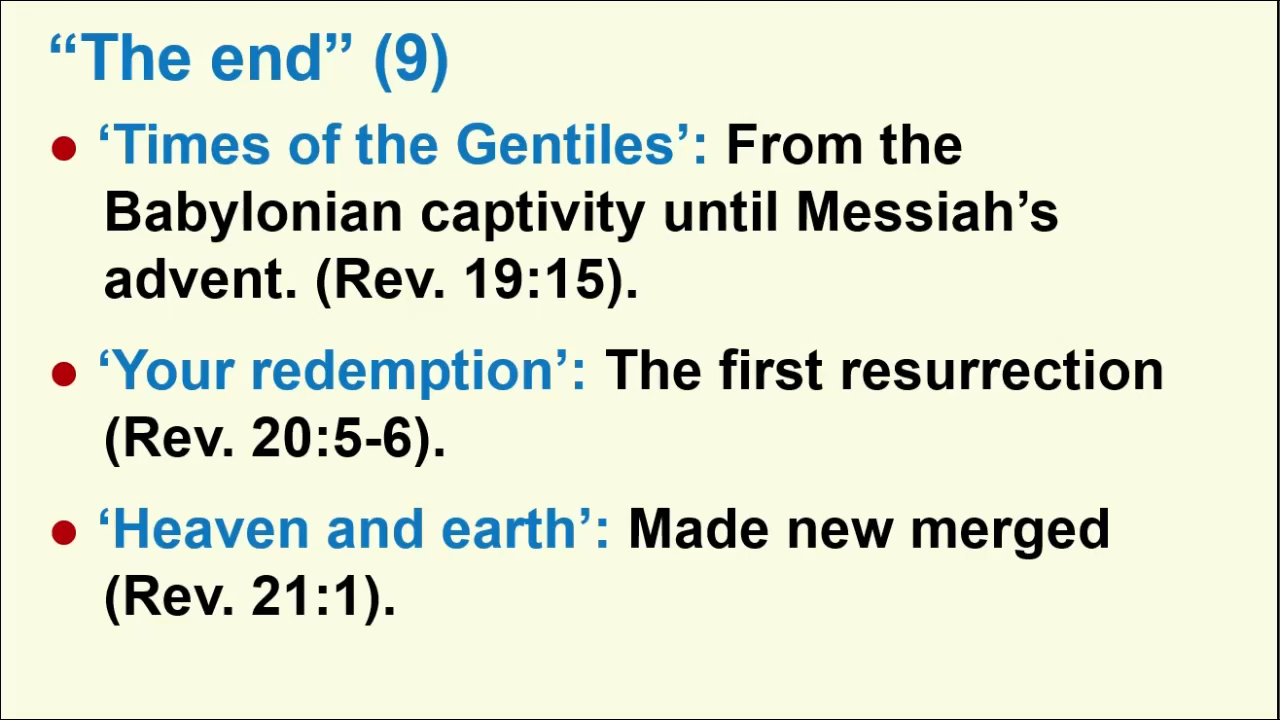 “The end” (9)
● ‘Times of the Gentiles’: From the
Babylonian captivity until Messiah’s
advent. (Rev. 19:15).
● ‘Your redemption’: The first resurrection
(Rev. 20:5-6).
● ‘Heaven and earth’: Made new merged
(Rev. 21:1).